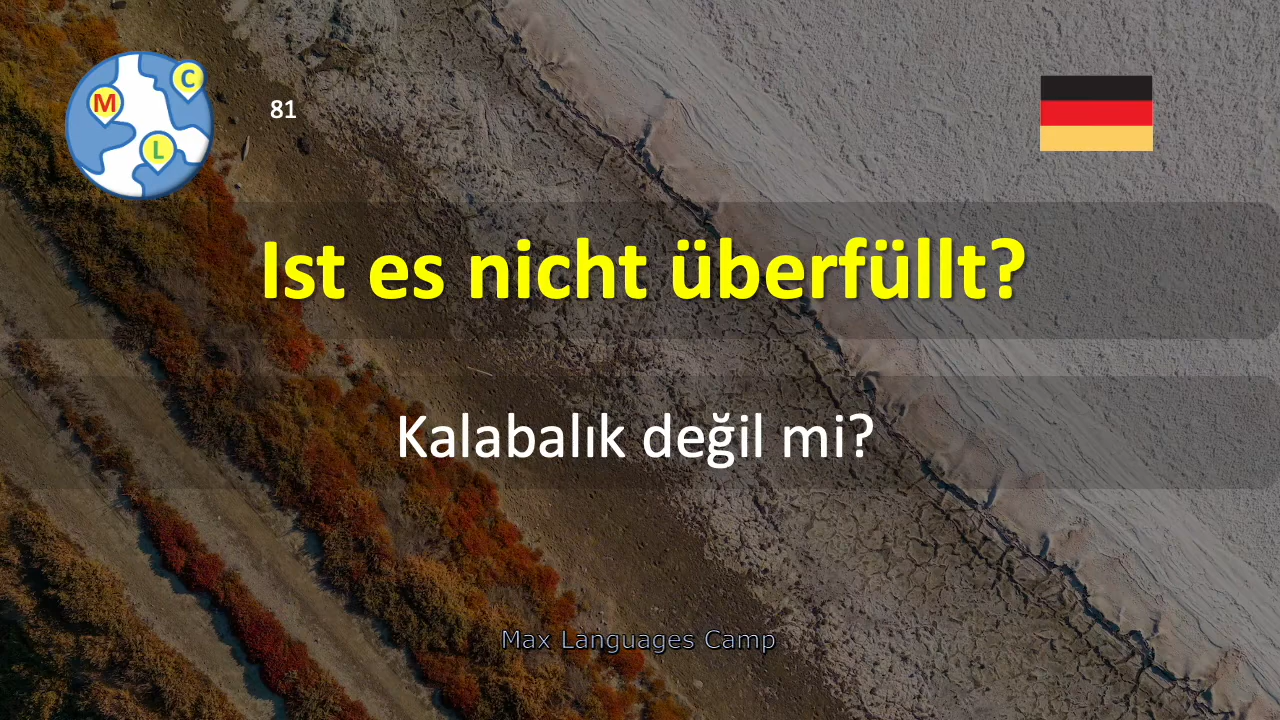 C
M
81
L
Ist es nicht überfüllt?
Kalabalık değil mi?
Max Languages Camp